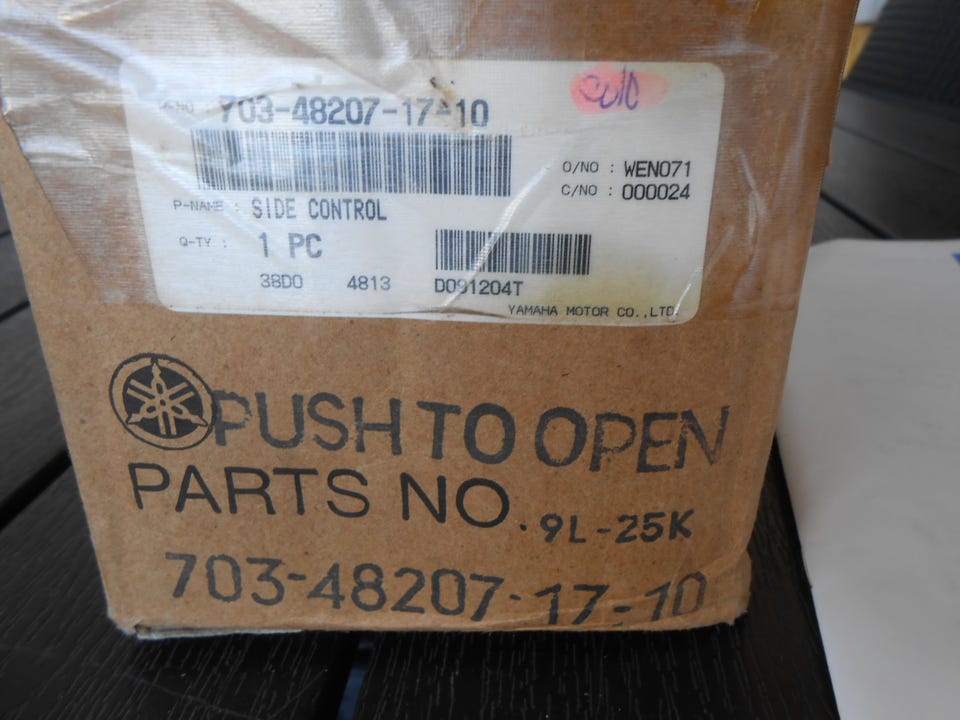 703-48207-17-10
O/NO : WEN071
C/NO : 000024
P-NAME : SIDE CONTROL
Q-TY : 1 PC
38D0 4813 D091204T
YAMAHA MOTOR CO.,LTD.
PUSH TO OPEN
PARTS NO.
9L-25K
703-48207-17-10